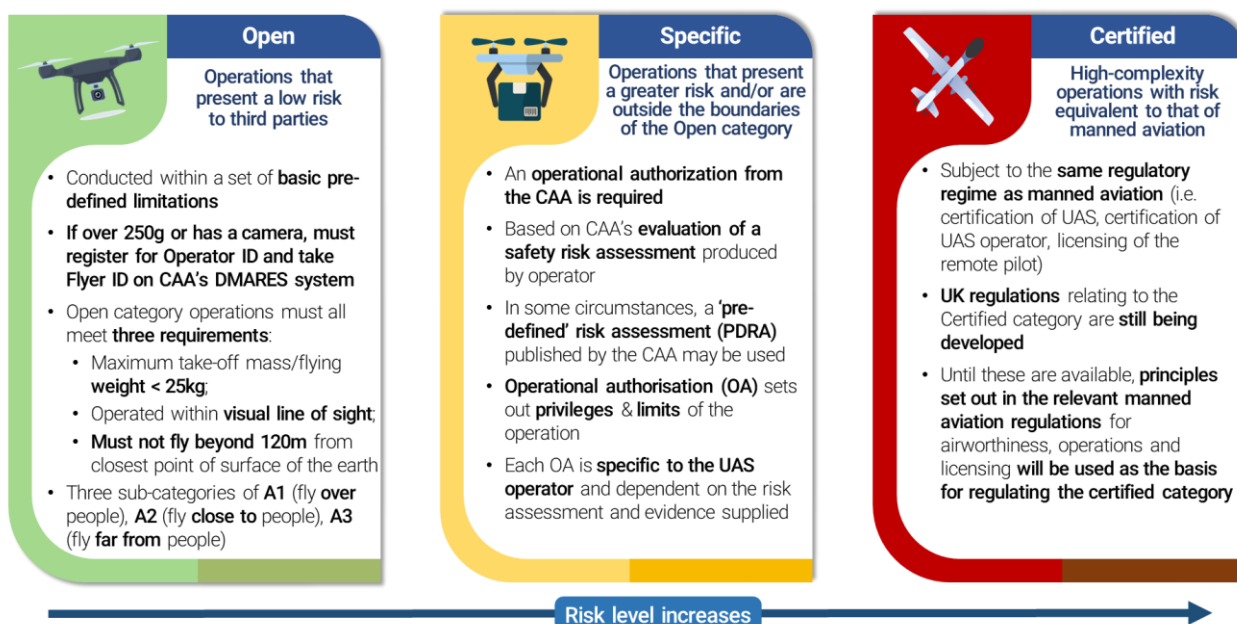 Open
Operations that
present a low risk
to third parties
• Conducted within a set of basic pre-
defined limitations
• If over 250g or has a camera, must
register for Operator ID and take
Flyer ID on CAA's DMARES system
• Open category operations must all
meet three requirements:
• Maximum take-off mass/flying
weight < 25kg;
• Operated within visual line of sight;
• Must not fly beyond 120m from
closest point of surface of the earth
• Three sub-categories of A1 (fly over
people), A2 (fly close to people), A3
(fly far from people)
Specific
Operations that present
a greater risk and/or are
outside the boundaries
of the Open category
• An operational authorization from
the CAA is required
• Based on CAA's evaluation of a
safety risk assessment produced
by operator
• In some circumstances, a 'pre-
defined' risk assessment (PDRA)
published by the CAA may be used
• Operational authorisation (OA) sets
out privileges & limits of the
operation
• Each OA is specific to the UAS
operator and dependent on the risk
assessment and evidence supplied
Certified
High-complexity
operations with risk
equivalent to that of
manned aviation
• Subject to the same regulatory
regime as manned aviation (i.e.
certification of UAS, certification of
UAS operator, licensing of the
remote pilot)
• UK regulations relating to the
Certified category are still being
developed
• Until these are available, principles
set out in the relevant manned
aviation regulations for
airworthiness, operations and
licensing will be used as the basis
for regulating the certified category
Risk level increases